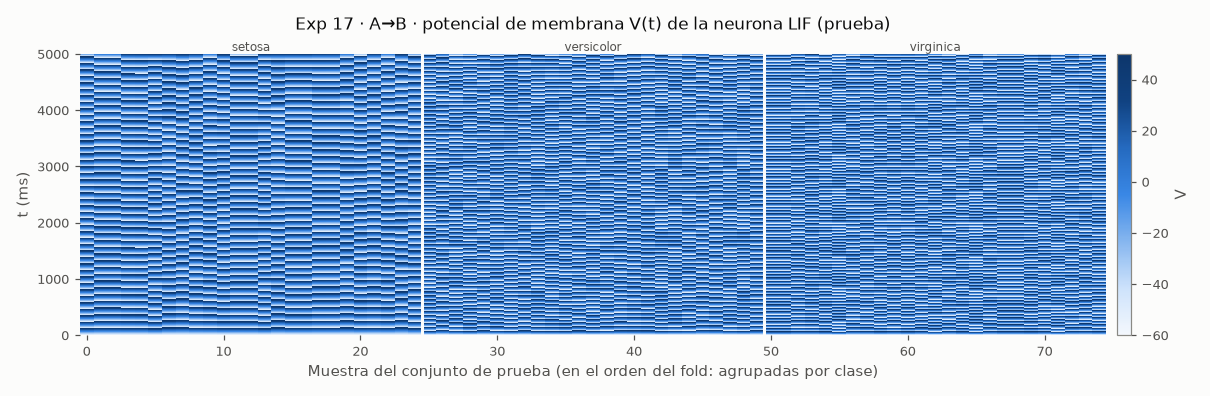 Exp 17 · A→B · potencial de membrana V(t) de la neurona LIF (prueba)
setosa versicolor virginica
5000
4000
3000
2000
1000
0
t (ms)
0 10 20 30 40 50 60 70
Muestra del conjunto de prueba (en el orden del fold: agrupadas por clase)
40
20
0
−20
−40
−60
V